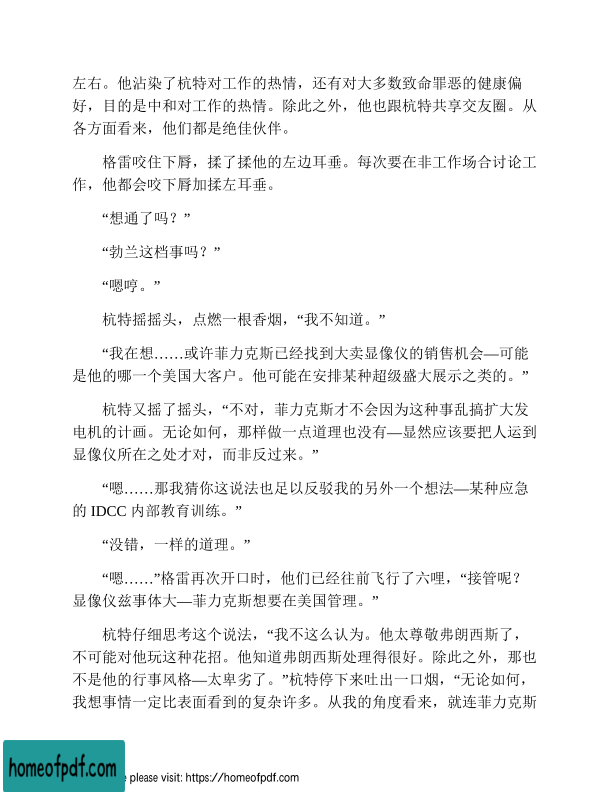 左右。他沾染了杭特对工作的热情，还有对大多数致命罪恶的健康偏
好，目的是中和对工作的热情。除此之外，他也跟杭特共享交友圈。从
各方面看来，他们都是绝佳伙伴。
格雷咬住下唇，揉了揉他的左边耳垂。每次要在非工作场合讨论工
作，他都会咬下唇加揉左耳垂。
“想通了吗？”
“勃兰这档事吗？”
“嗯哼。”
杭特摇摇头，点燃一根香烟，“我不知道。”
“我在想……或许菲力克斯已经找到大卖显像仪的销售机会—可能
是他的哪一个美国大客户。他可能在安排某种超级盛大展示之类的。”
杭特又摇了摇头，“不对，菲力克斯才不会因为这种事乱搞扩大发
电机的计画。无论如何，那样做一点道理也没有—显然应该要把人运到
显像仪所在之处才对，而非反过来。”
“嗯……那我猜你这说法也足以反驳我的另外一个想法—某种应急
的 IDCC 内部教育训练。”
“没错，一样的道理。”
“嗯……”格雷再次开口时，他们已经往前飞行了六哩，“接管呢？
显像仪兹事体大—菲力克斯想要在美国管理。”
杭特仔细思考这个说法，“我不这么认为。他太尊敬弗朗西斯了，
不可能对他玩这种花招。他知道弗朗西斯处理得很好。除此之外，那也
不是他的行事风格—太卑劣了。”杭特停下来吐出一口烟，“无论如何，
我想事情一定比表面看到的复杂许多。从我的角度看来，就连菲力克斯
homeofpdf.com
e please visit: https://homeofpdf.com